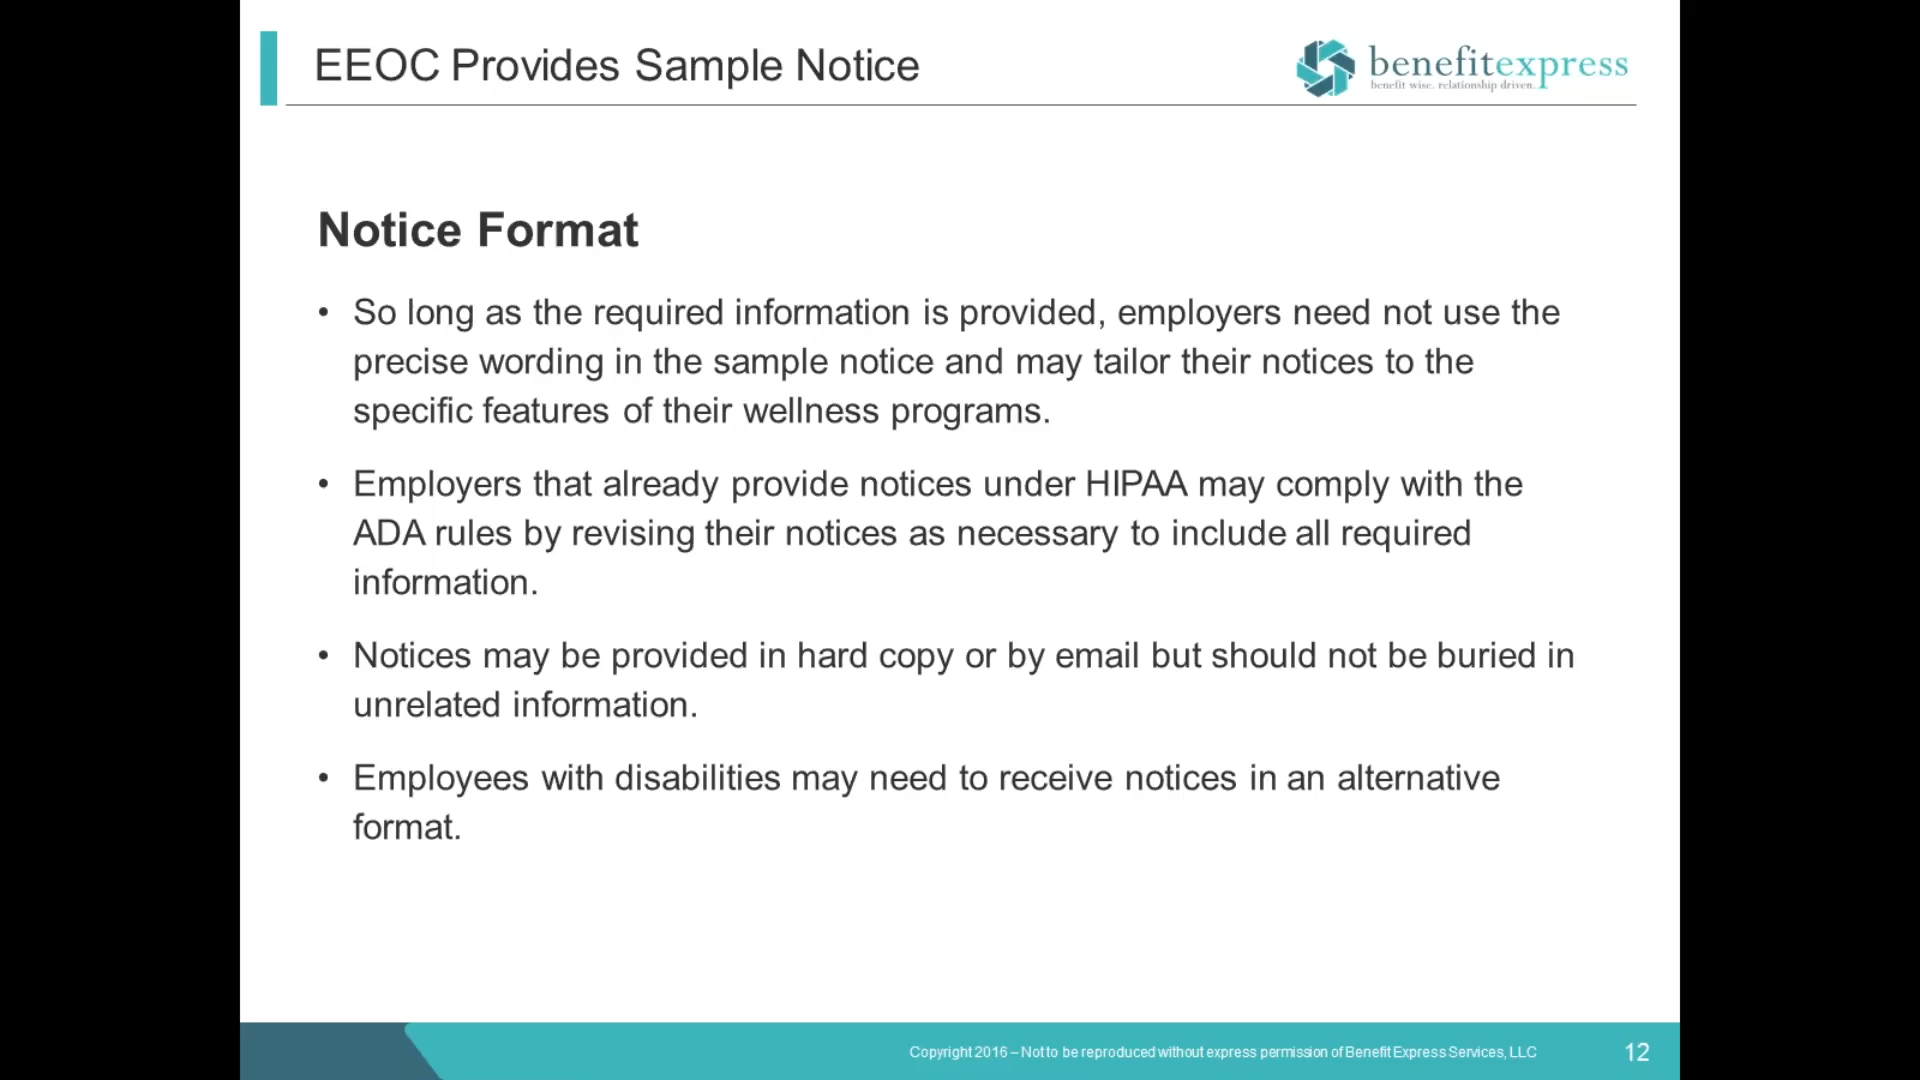 EEOC Provides Sample Notice
benefitexpress
benefit wise. relationship driven.
Notice Format
• So long as the required information is provided, employers need not use the
precise wording in the sample notice and may tailor their notices to the
specific features of their wellness programs.
• Employers that already provide notices under HIPAA may comply with the
ADA rules by revising their notices as necessary to include all required
information.
• Notices may be provided in hard copy or by email but should not be buried in
unrelated information.
• Employees with disabilities may need to receive notices in an alternative
format.
Copyright 2016 – Not to be reproduced without express permission of Benefit Express Services, LLC
12